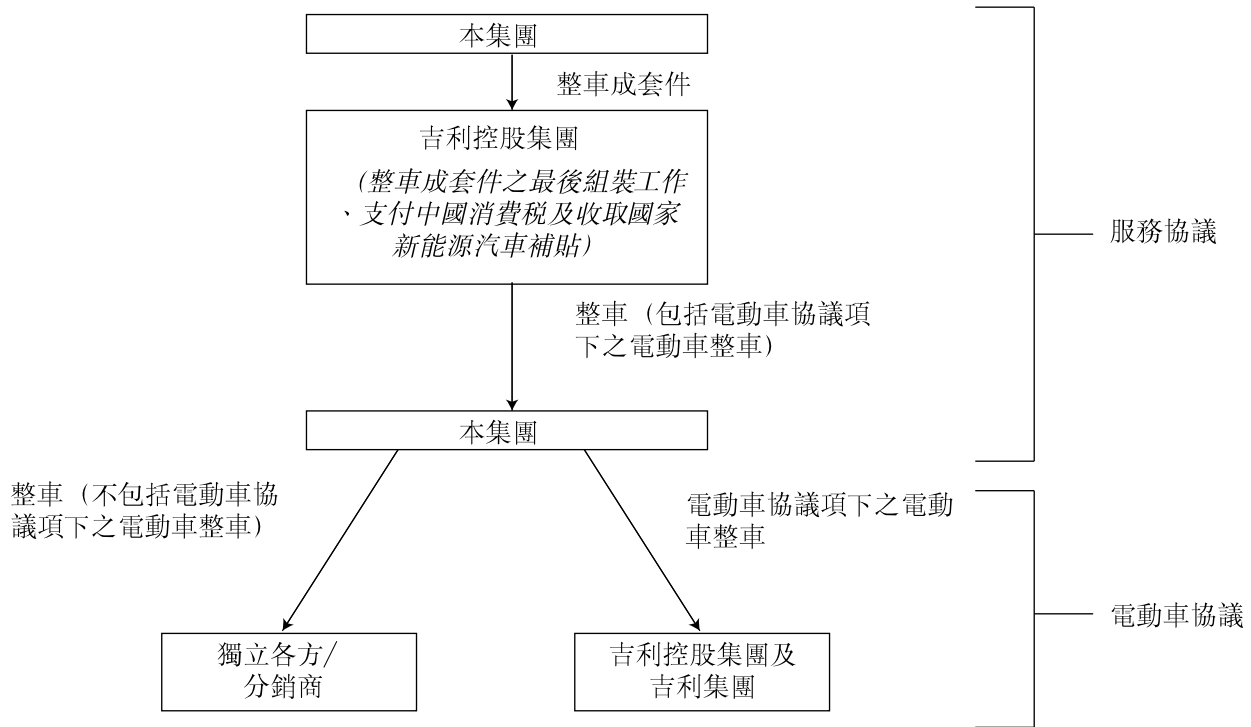 本集團
整車成套件
吉利控股集團
（整車成套件之最後組裝工作
、支付中國消費稅及收取國家
新能源汽車補貼）
服務協議
整車（包括電動車協議項
下之電動車整車）
本集團
整車（不包括電動車協
議項下之電動車整車）
電動車協議項下之電動
車整車
電動車協議
獨立各方/
分銷商
吉利控股集團及
吉利集團